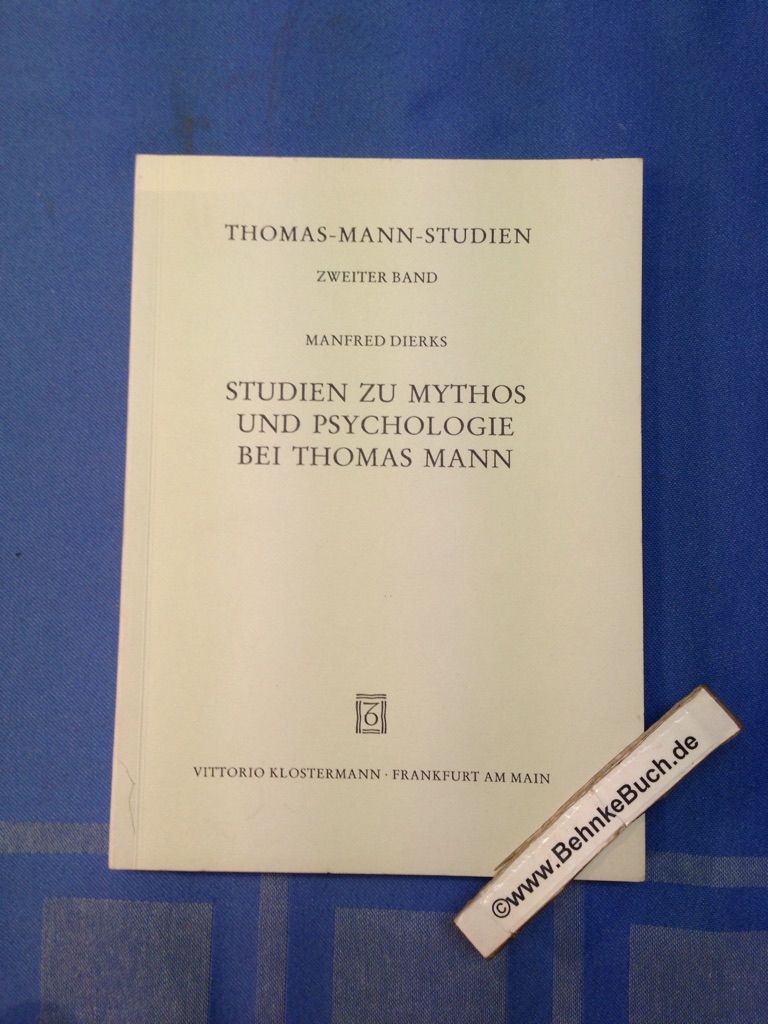 THOMAS-MANN-STUDIEN
ZWEITER BAND
MANFRED DIERKS
STUDIEN ZU MYTHOS
UND PSYCHOLOGIE
BEI THOMAS MANN
VITTORIO KLOSTERMANN · FRANKFURT AM MAIN
©www.BehnkeBuch.de